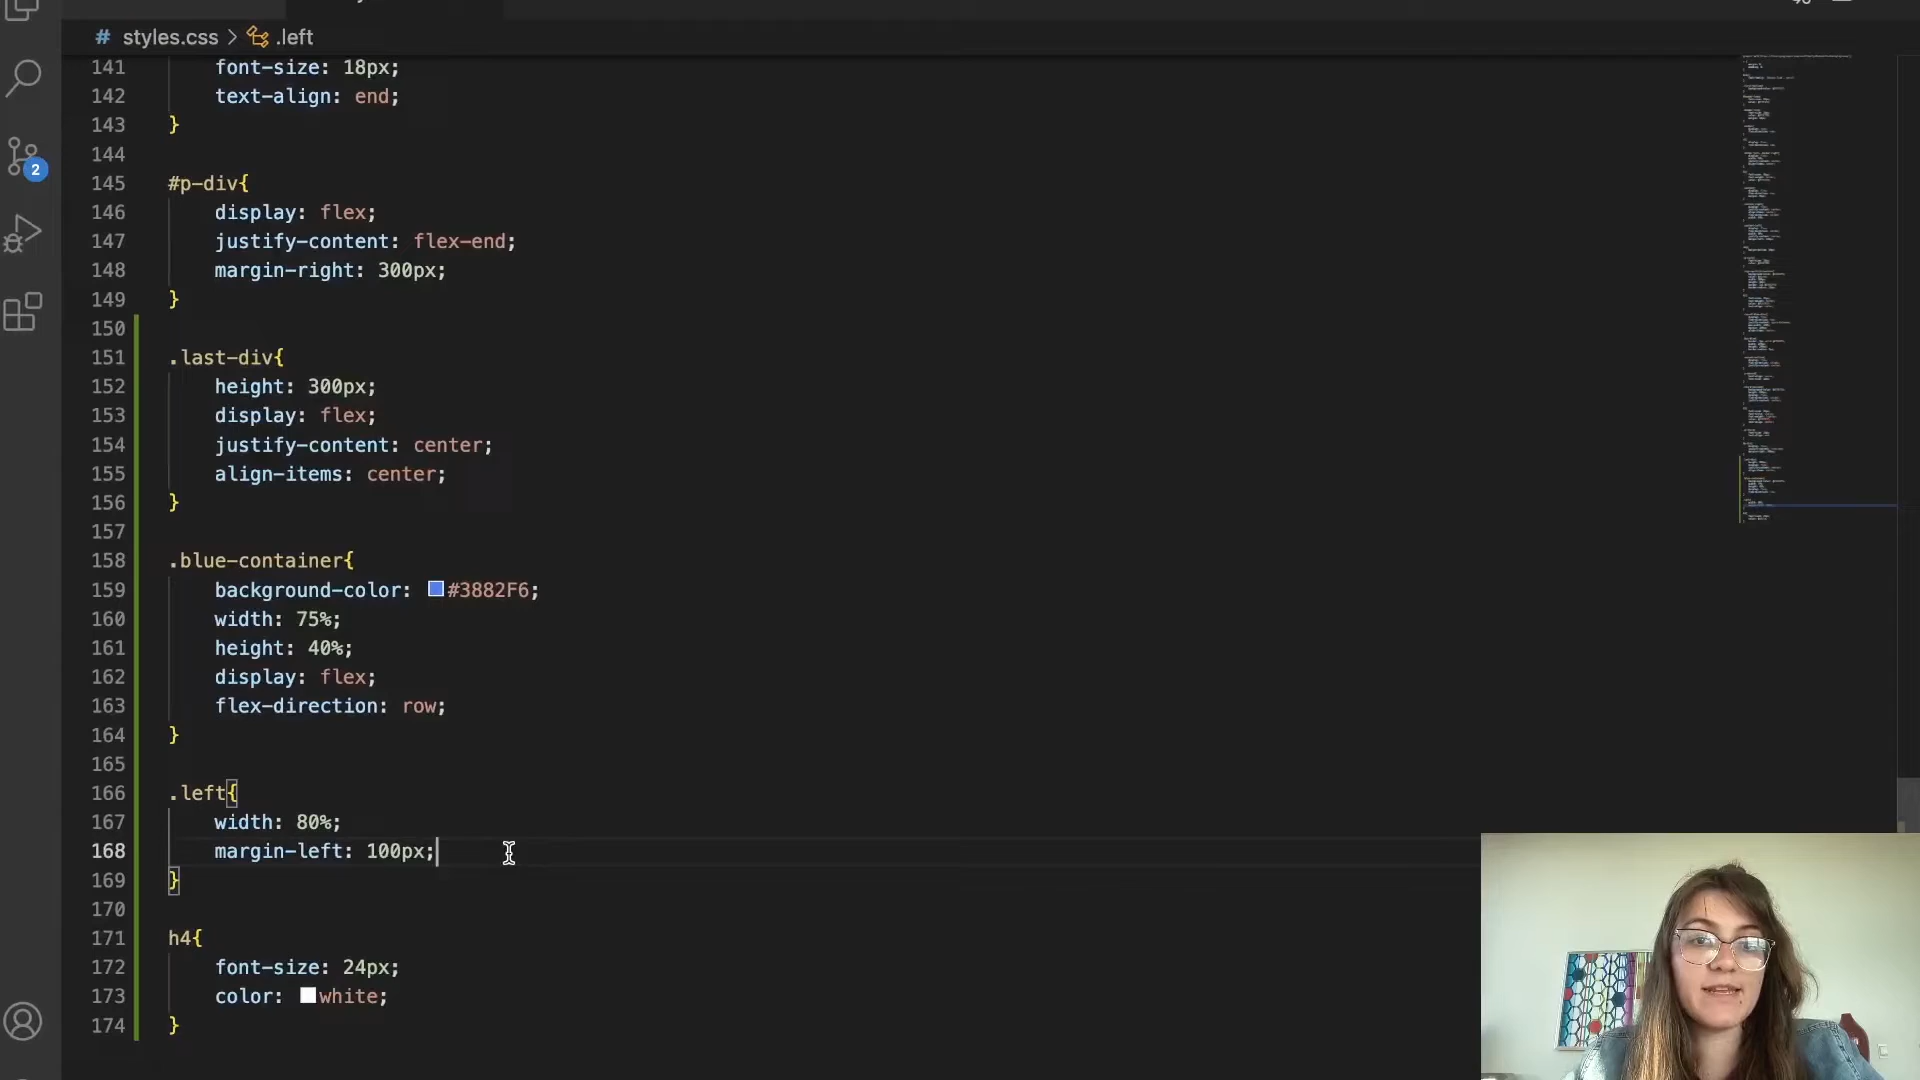 # styles.css > .left
141 font-size: 18px;
142 text-align: end;
143 }
144
145 #p-div{
146 display: flex;
147 justify-content: flex-end;
148 margin-right: 300px;
149 }
150
151 .last-div{
152 height: 300px;
153 display: flex;
154 justify-content: center;
155 align-items: center;
156 }
157
158 .blue-container{
159 background-color: #3882F6;
160 width: 75%;
161 height: 40%;
162 display: flex;
163 flex-direction: row;
164 }
165
166 .left{
167 width: 80%;
168 margin-left: 100px;
169 }
170
171 h4{
172 font-size: 24px;
173 color: white;
174 }
2